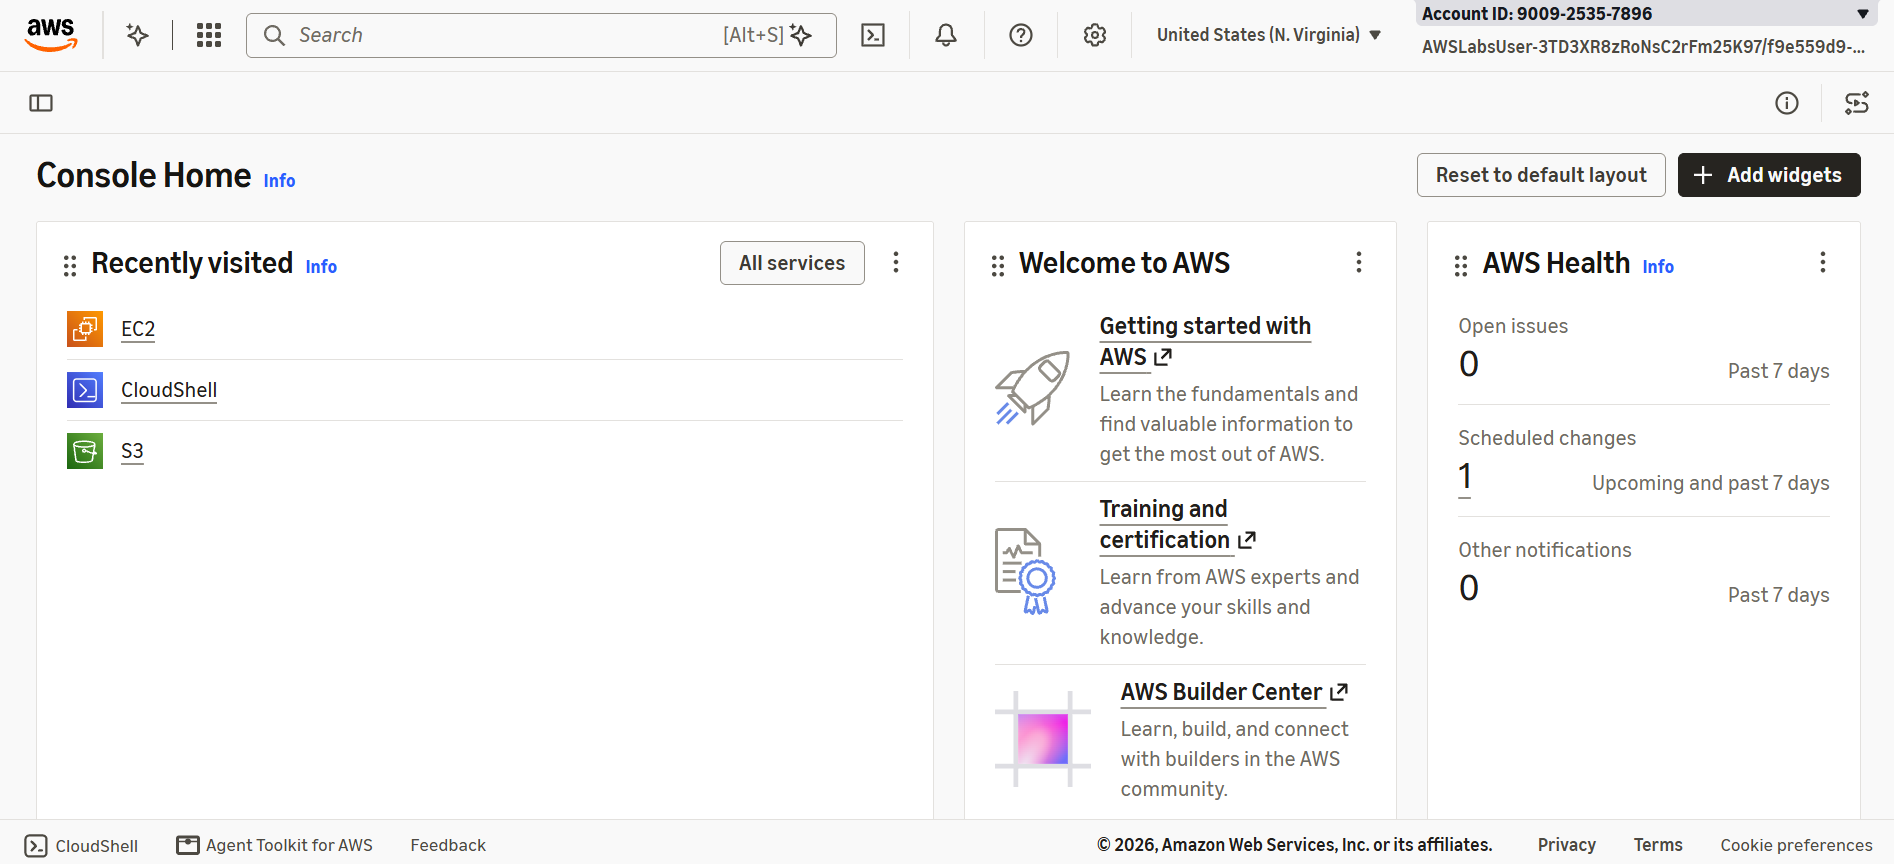 aws
Search
[Alt+S]
United States (N. Virginia)
Account ID: 9009-2535-7896
AWSLabsUser-3TD3XR8zRoNsC2rFm25K97/f9e559d9-...
Console Home
Info
Reset to default layout
Add widgets
Recently visited
Info
All services
EC2
CloudShell
S3
Welcome to AWS
Getting started with
AWS
Learn the fundamentals and
find valuable information to
get the most out of AWS.
Training and
certification
Learn from AWS experts and
advance your skills and
knowledge.
AWS Builder Center
Learn, build, and connect
with builders in the AWS
community.
AWS Health
Info
Open issues
0
Past 7 days
Scheduled changes
1
Upcoming and past 7 days
Other notifications
0
Past 7 days
CloudShell
Agent Toolkit for AWS
Feedback
© 2026, Amazon Web Services, Inc. or its affiliates.
Privacy
Terms
Cookie preferences